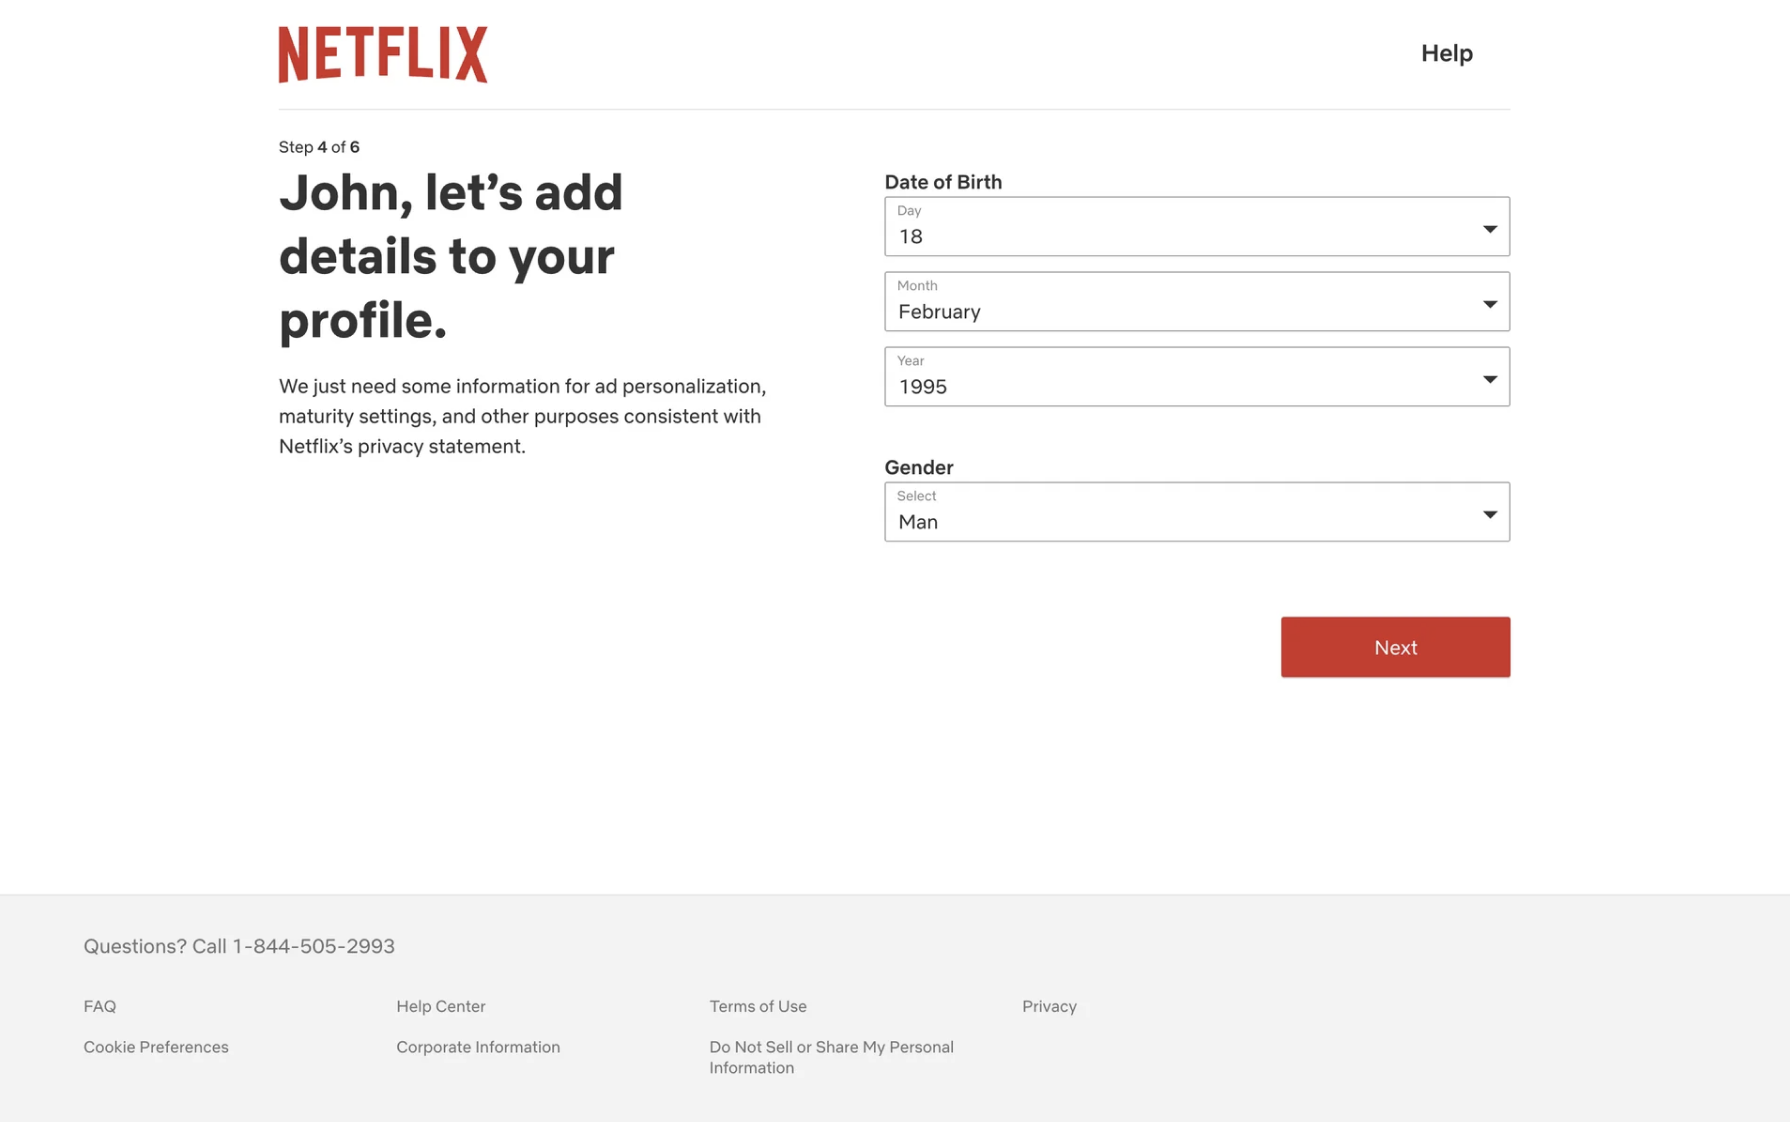 NETFLIX
Help
Step 4 of 6
John, let’s add
details to your
profile.
We just need some information for ad personalization,
maturity settings, and other purposes consistent with
Netflix’s privacy statement.
Date of Birth
Day
18
Month
February
Year
1995
Gender
Select
Man
Next
Questions? Call 1-844-505-2993
FAQ
Help Center
Terms of Use
Privacy
Cookie Preferences
Corporate Information
Do Not Sell or Share My Personal
Information